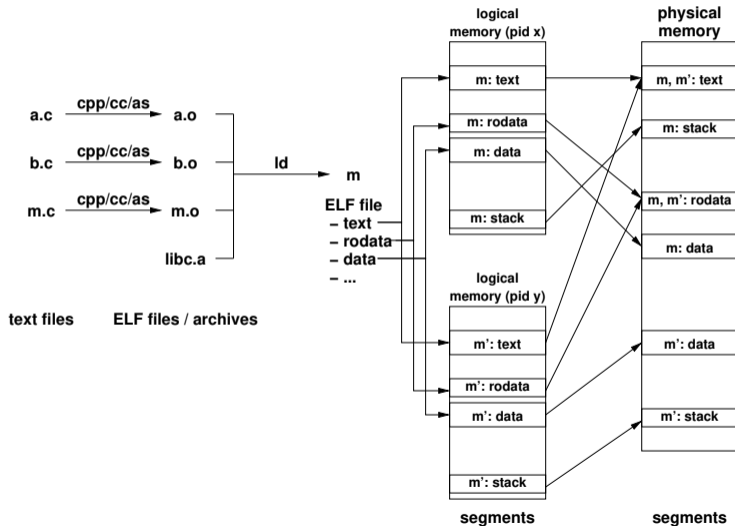 a.c
cpp/cc/as
a.o
b.c
cpp/cc/as
b.o
m.c
cpp/cc/as
m.o
libc.a
ld
m
text files
ELF files / archives
ELF file
– text
– rodata
– data
– ...
logical
memory (pid x)
m: text
m: rodata
m: data
m: stack
logical
memory (pid y)
m': text
m': rodata
m': data
m': stack
segments
physical
memory
m, m': text
m: stack
m, m': rodata
m: data
m': data
m': stack
segments